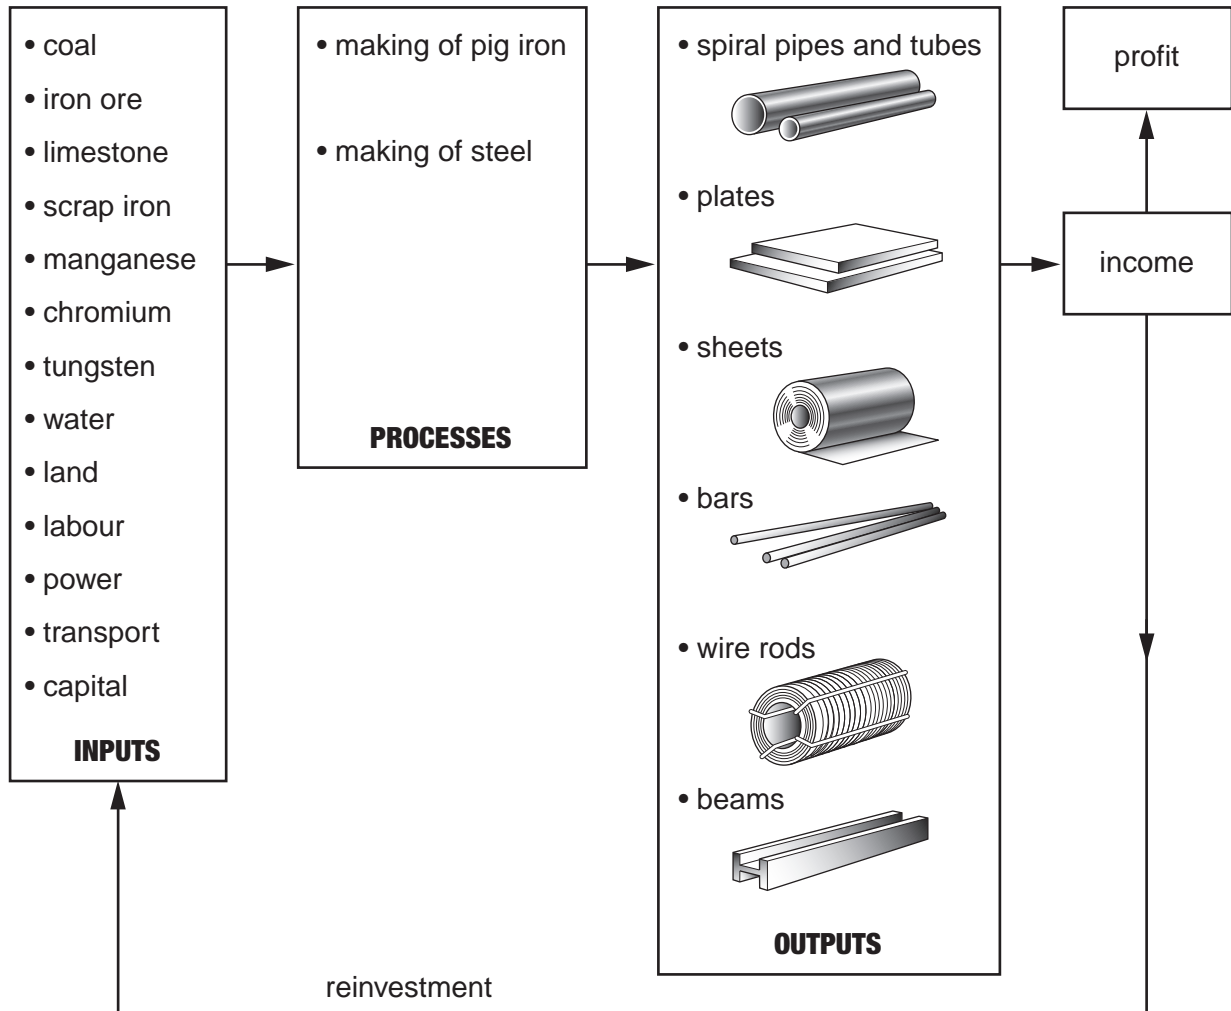 • coal
• iron ore
• limestone
• scrap iron
• manganese
• chromium
• tungsten
• water
• land
• labour
• power
• transport
• capital
INPUTS
• making of pig iron
• making of steel
PROCESSES
• spiral pipes and tubes
• plates
• sheets
• bars
• wire rods
• beams
OUTPUTS
profit
income
reinvestment